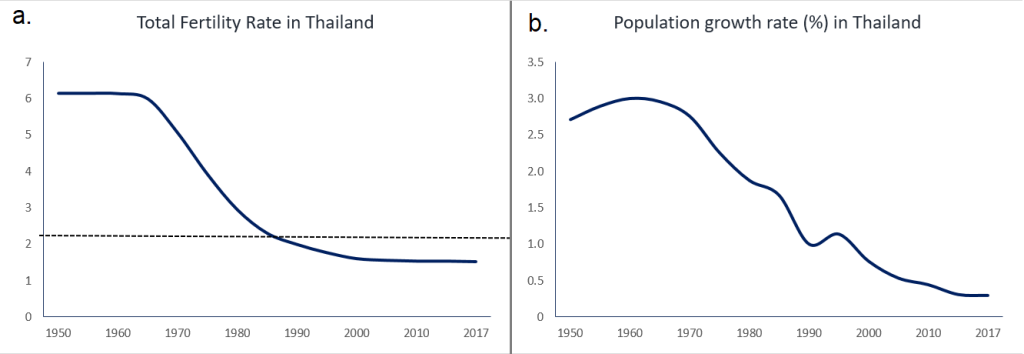 a.
Total Fertility Rate in Thailand
7
6
5
4
3
2
1
0
1950 1960 1970 1980 1990 2000 2010 2017
b.
Population growth rate (%) in Thailand
3.5
3.0
2.5
2.0
1.5
1.0
0.5
0
1950 1960 1970 1980 1990 2000 2010 2017